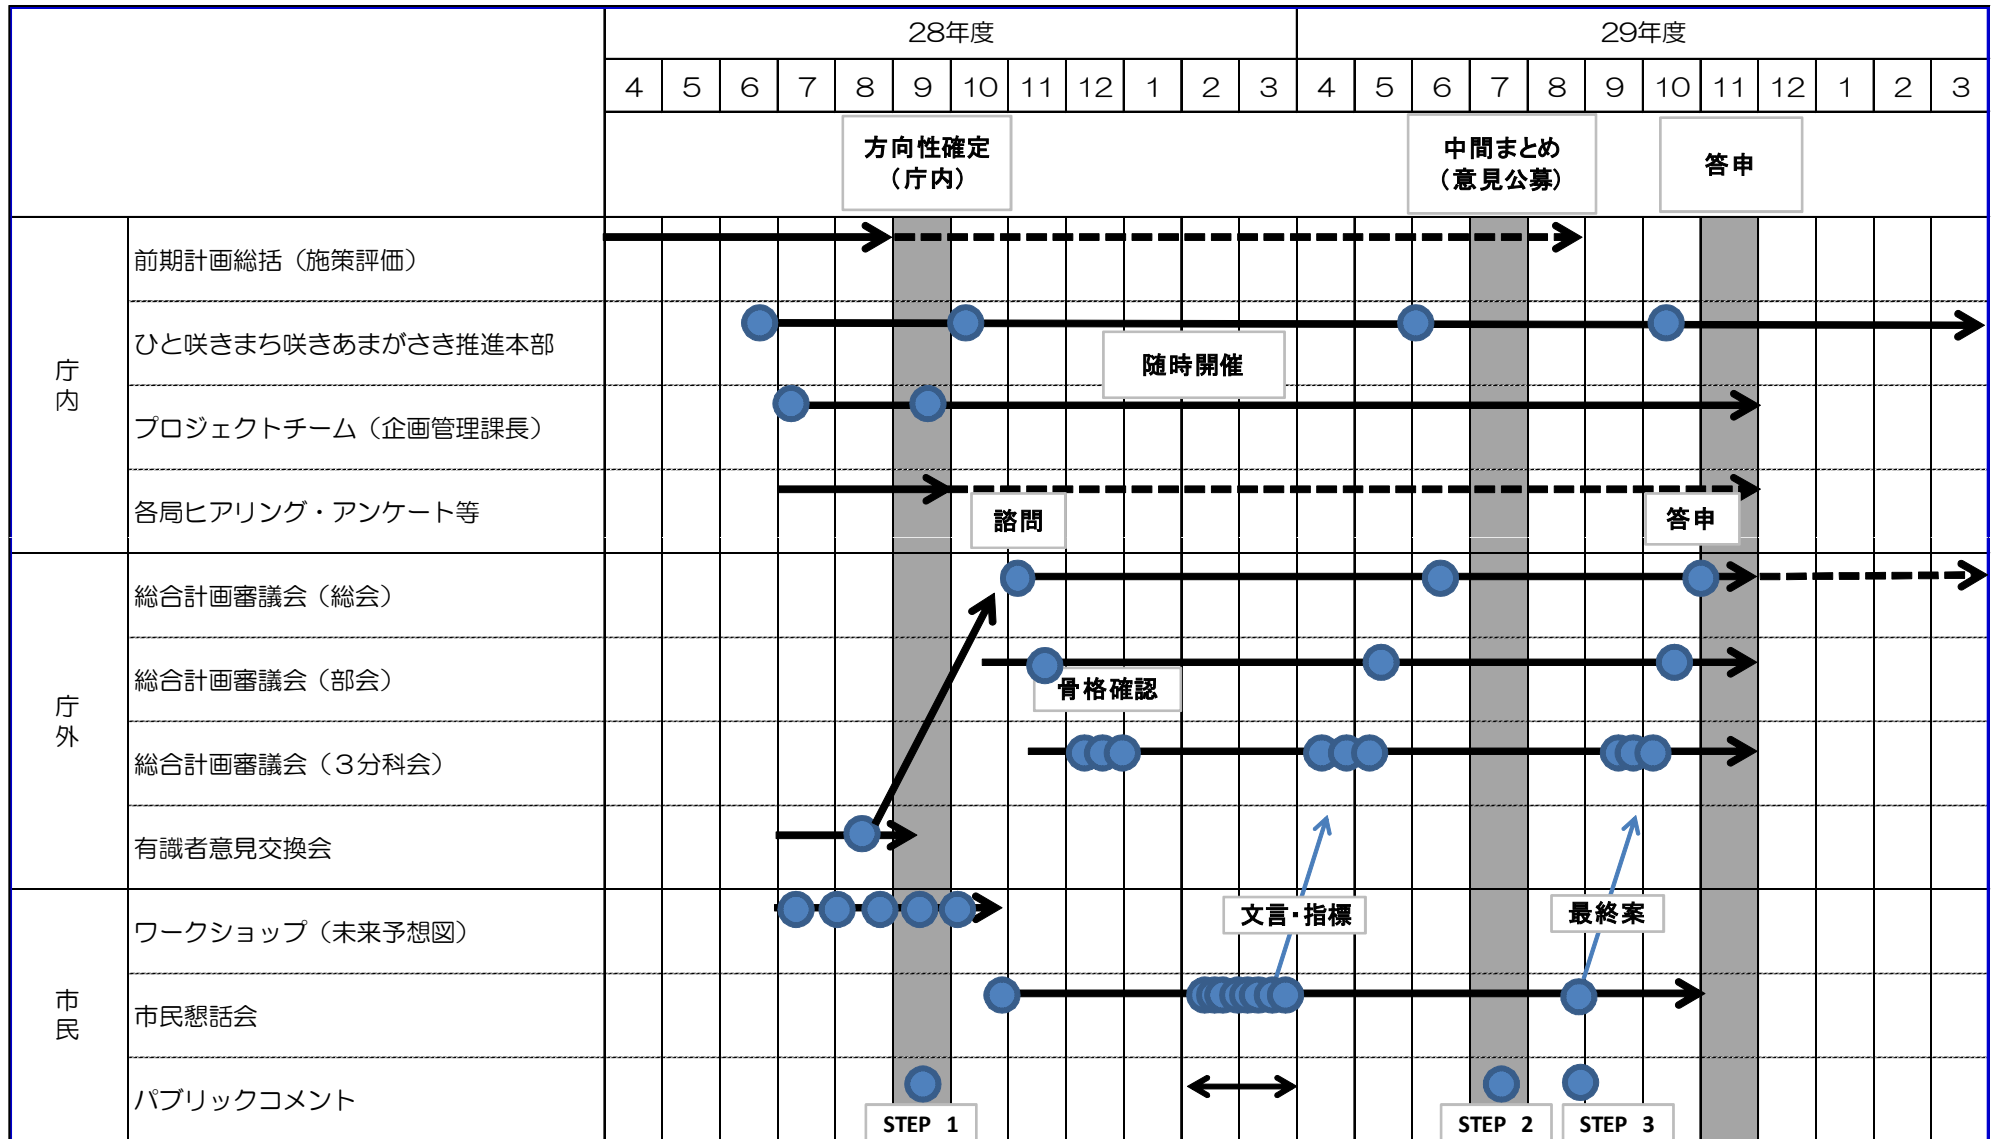 28年度 29年度
4 5 6 7 8 9 10 11 12 1 2 3 4 5 6 7 8 9 10 11 12 1 2 3
方向性確定
（庁内）
中間まとめ
（意見公募）
答申
庁内
前期計画総括（施策評価）
ひと咲きまち咲きあまがさき推進本部
随時開催
プロジェクトチーム（企画管理課長）
各局ヒアリング・アンケート等
諮問
答申
庁外
総合計画審議会（総会）
総合計画審議会（部会）
骨格確認
総合計画審議会（３分科会）
有識者意見交換会
市民
ワークショップ（未来予想図）
文言・指標
最終案
市民懇話会
パブリックコメント
STEP 1
STEP 2
STEP 3